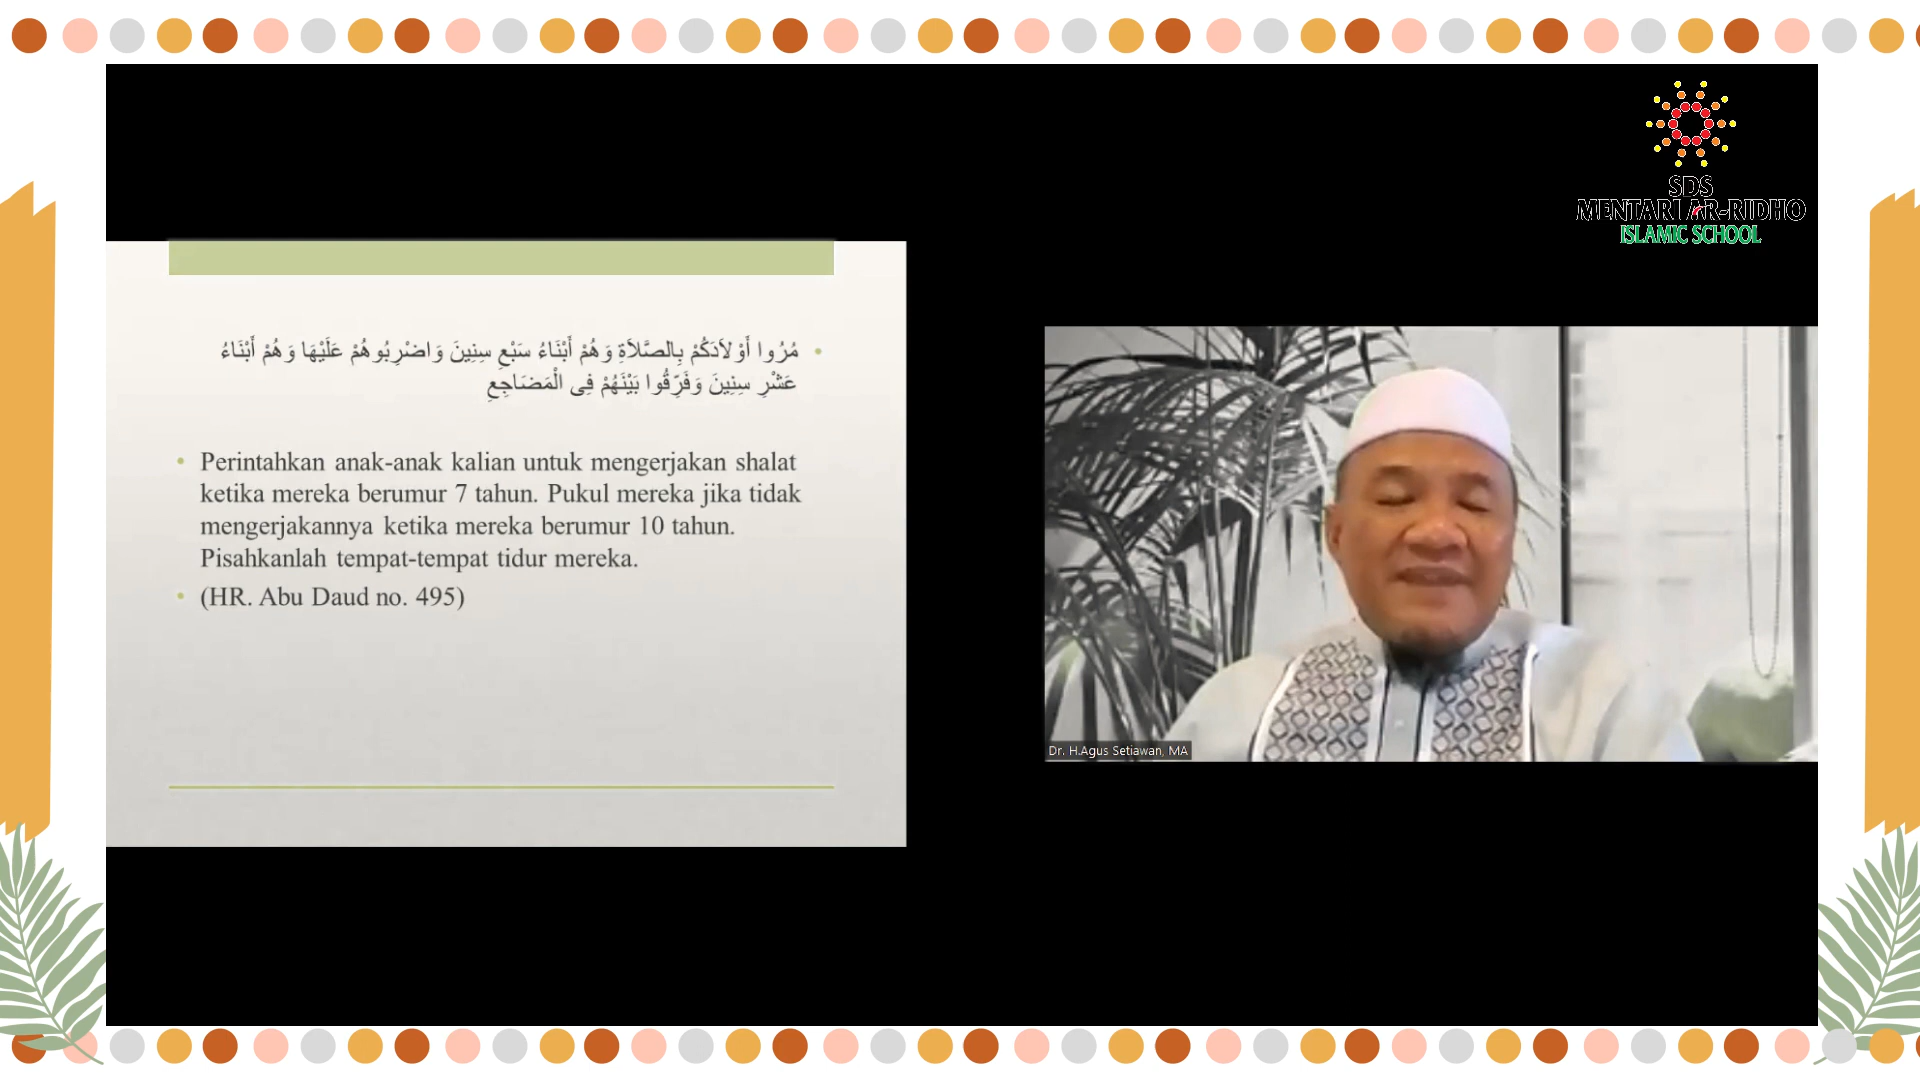 SDS
MENTARI AR-RIDHO
ISLAMIC SCHOOL
مُرُوا أَوْلاَدَكُمْ بِالصَّلاَةِ وَهُمْ أَبْنَاءُ سَبْعِ سِنِينَ وَاضْرِبُوهُمْ عَلَيْهَا وَهُمْ أَبْنَاءُ
عَشْرِ سِنِينَ وَفَرِّقُوا بَيْنَهُمْ فِى الْمَضَاجِعِ
Perintahkan anak-anak kalian untuk mengerjakan shalat
ketika mereka berumur 7 tahun. Pukul mereka jika tidak
mengerjakannya ketika mereka berumur 10 tahun.
Pisahkanlah tempat-tempat tidur mereka.
(HR. Abu Daud no. 495)
Dr. H.Agus Setiawan, MA